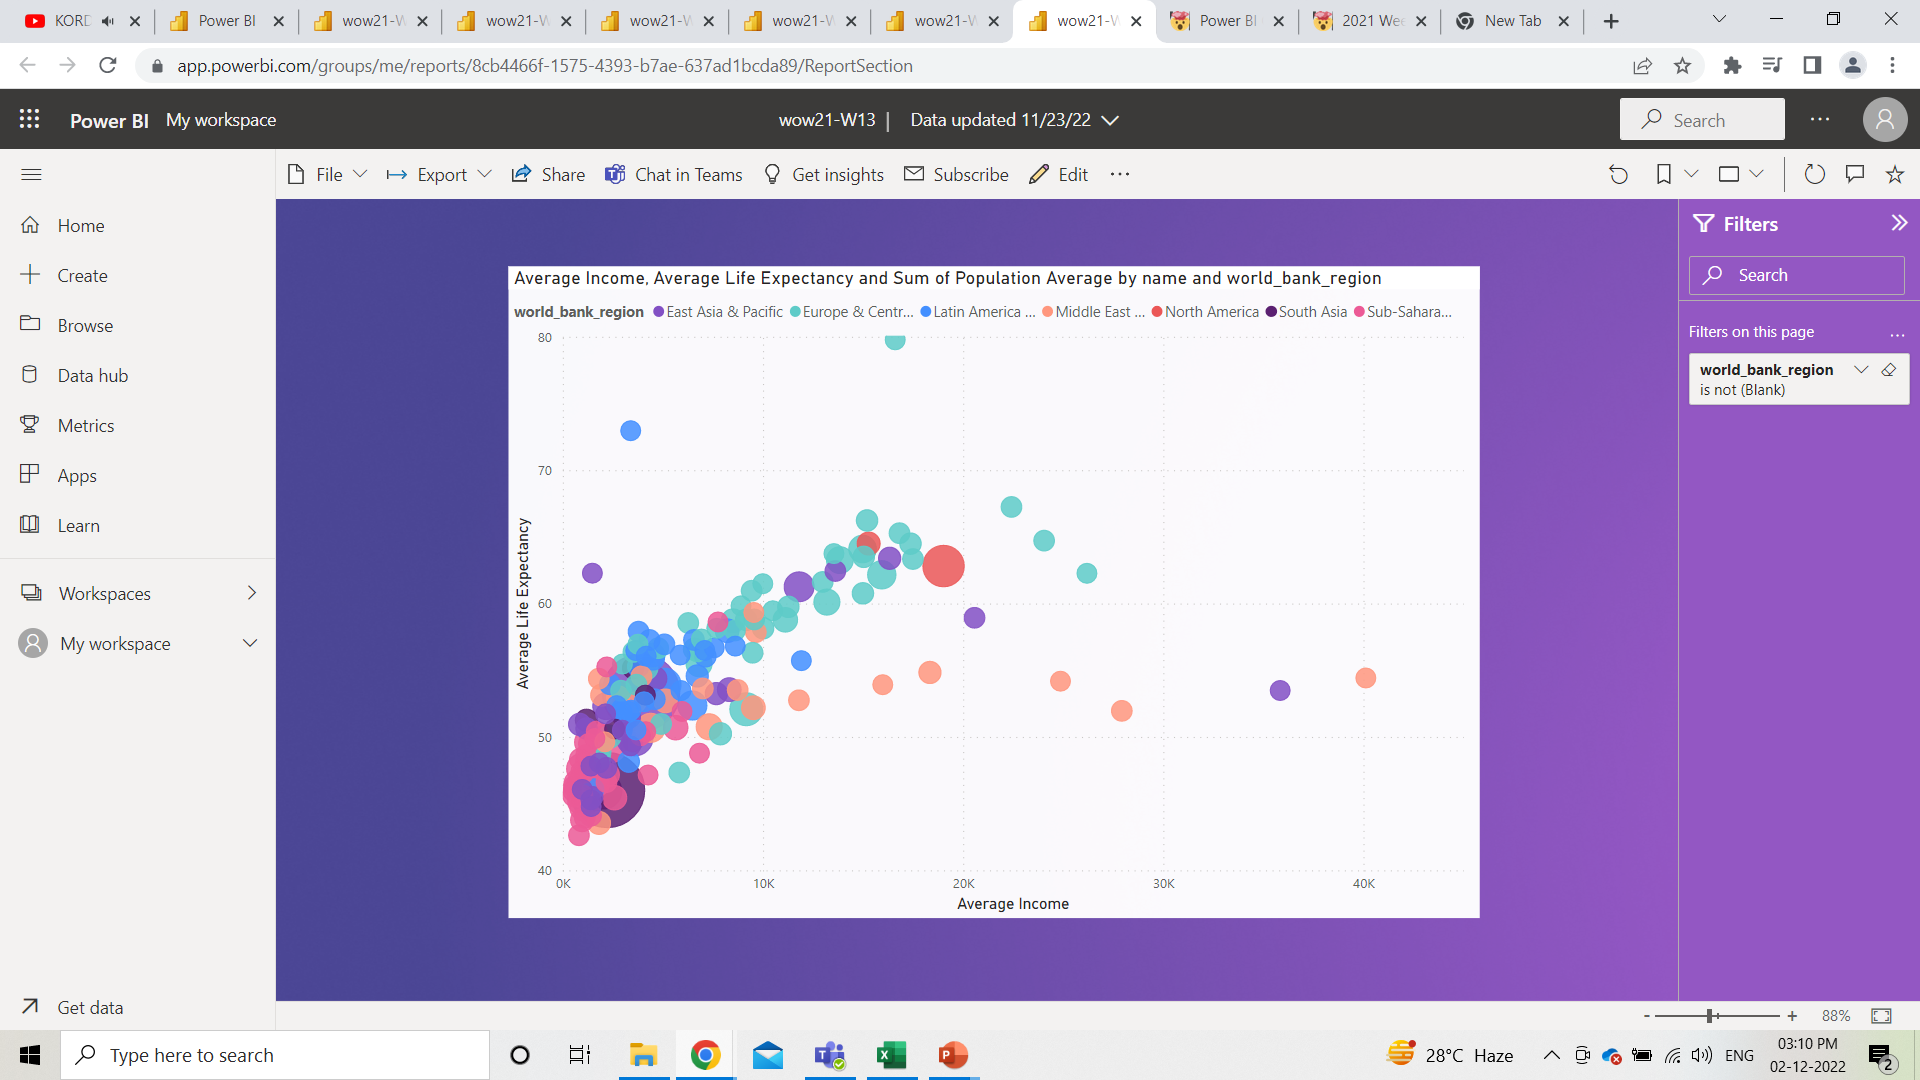 KORD
Power BI
wow21-W
wow21-W
wow21-W
wow21-W
wow21-W
wow21-W
Power BI
2021 Wee
New Tab
app.powerbi.com/groups/me/reports/8cb4466f-1575-4393-b7ae-637ad1bcda89/ReportSection
Power BI My workspace
wow21-W13 | Data updated 11/23/22
Search
File
Export
Share
Chat in Teams
Get insights
Subscribe
Edit
Home
Create
Browse
Data hub
Metrics
Apps
Learn
Workspaces
My workspace
Get data
Average Income, Average Life Expectancy and Sum of Population Average by name and world_bank_region
world_bank_region East Asia & Pacific Europe & Centr... Latin America ... Middle East ... North America South Asia Sub-Sahara...
80
70
60
50
40
Average Life Expectancy
0K 10K 20K 30K 40K
Average Income
Filters
Search
Filters on this page
world_bank_region
is not (Blank)
- + 88%
Type here to search
28°C Haze
ENG
03:10 PM
02-12-2022
2